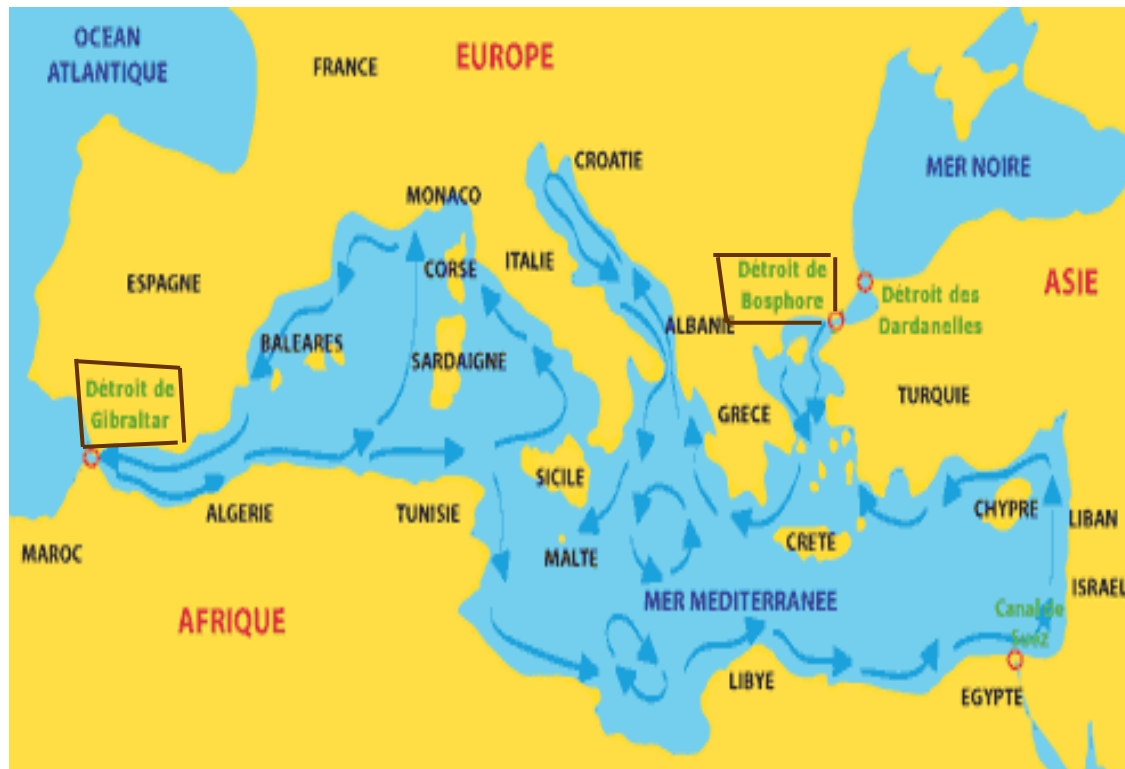 OCEAN
ATLANTIQUE
FRANCE
EUROPE
CROATIE
MER NOIRE
MONACO
ITALIE
CORSE
ESPAGNE
Détroit de
Bosphore
ASIE
Détroit des
Dardanelles
ALBANIE
BALEARES
SARDAIGNE
TURQUIE
Détroit de
Gibraltar
GRECE
SICILE
ALGERIE
TUNISIE
CHYPRE
LIBAN
MAROC
MALTE
CRETE
ISRAEL
MER MEDITERRANEE
Canal de
Suéz
AFRIQUE
LIBYE
EGYPTE